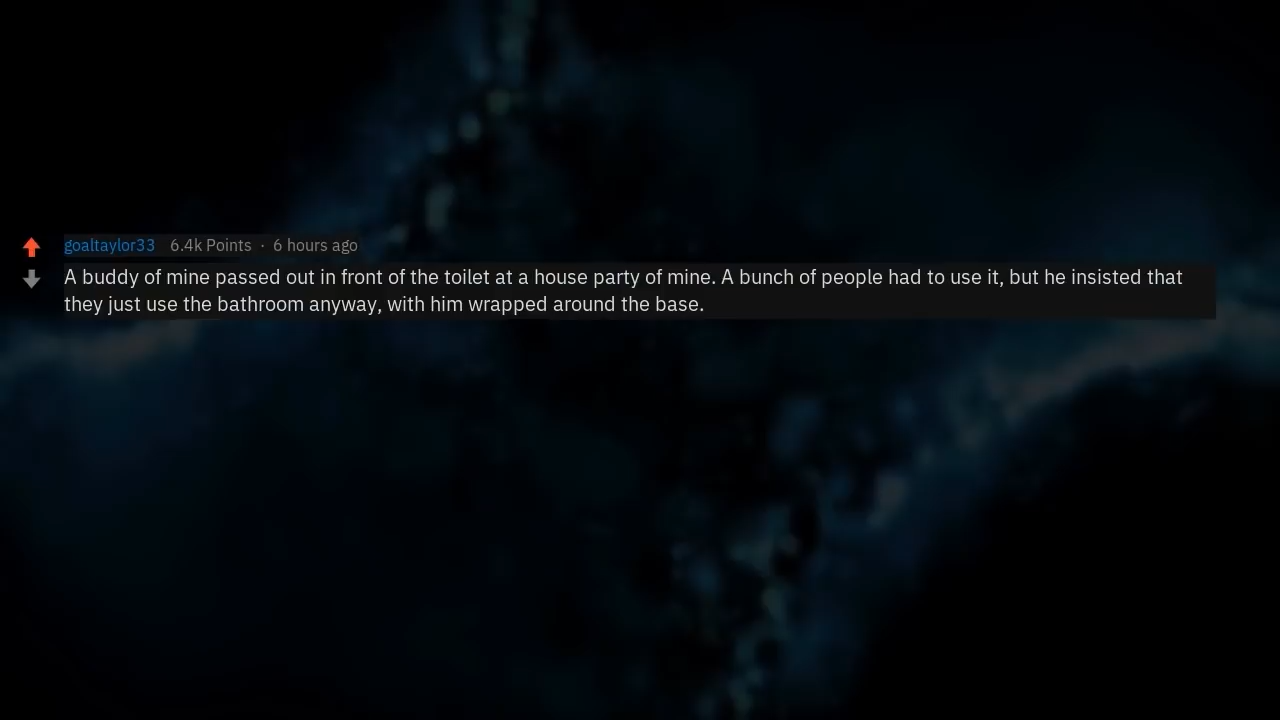 goaltaylor33 6.4k Points · 6 hours ago
A buddy of mine passed out in front of the toilet at a house party of mine. A bunch of people had to use it, but he insisted that
they just use the bathroom anyway, with him wrapped around the base.